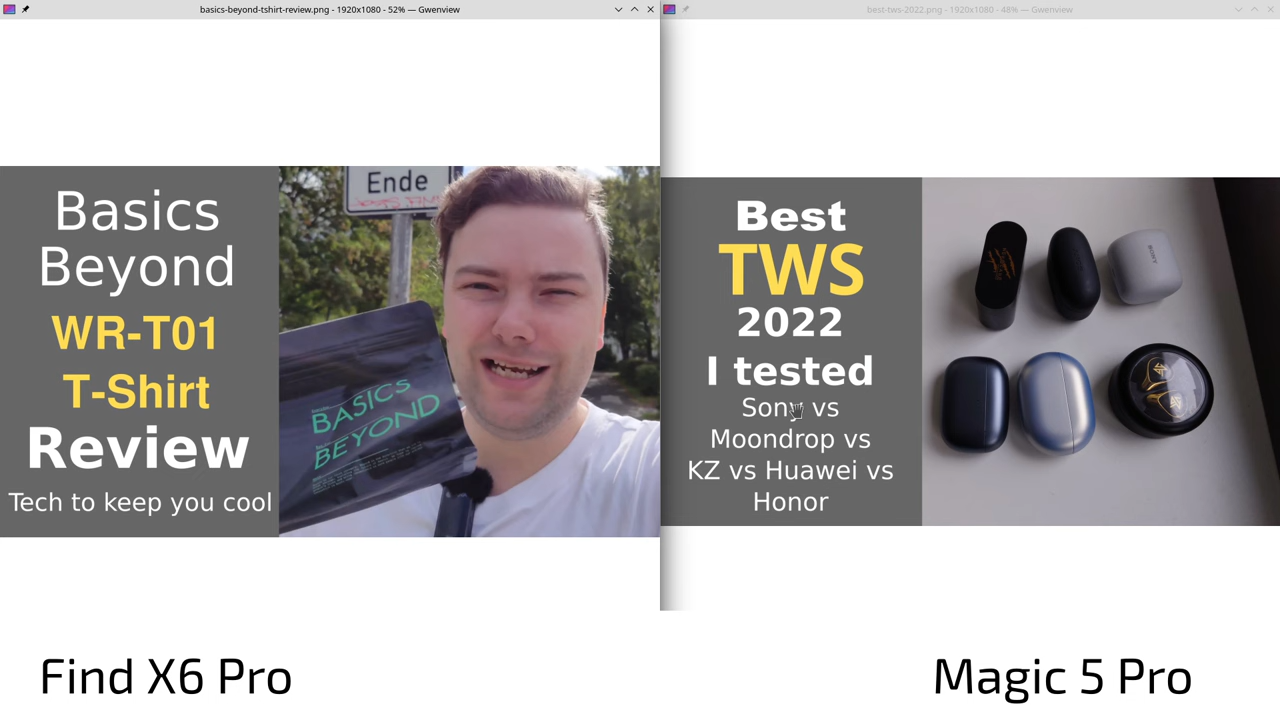 basics-beyond-tshirt-review.png - 1920x1080 - 52% — Gwenview
best-tws-2022.png - 1920x1080 - 48% — Gwenview
Basics
Beyond
WR-T01
T-Shirt
Review
Tech to keep you cool
Ende
BASICS
BEYOND
Best
TWS
2022
I tested
Sony vs
Moondrop vs
KZ vs Huawei vs
Honor
SONY
Find X6 Pro
Magic 5 Pro